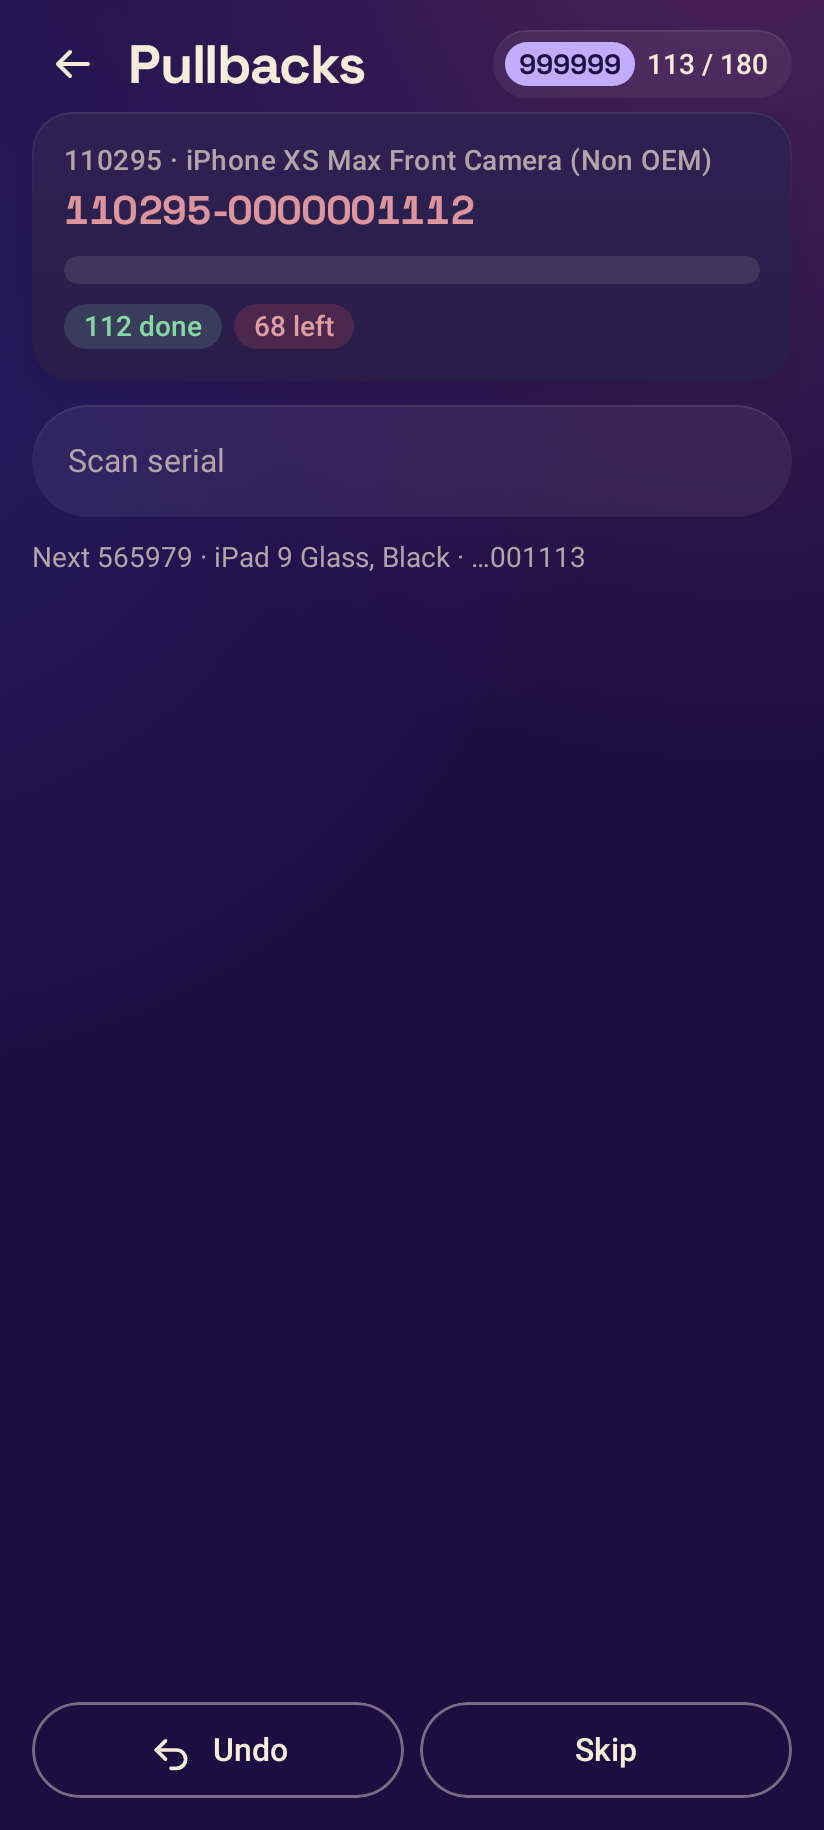 Pullbacks
999999 113 / 180
110295 · iPhone XS Max Front Camera (Non OEM)
110295-0000001112
112 done 68 left
Scan serial
Next 565979 · iPad 9 Glass, Black · …001113
Undo Skip